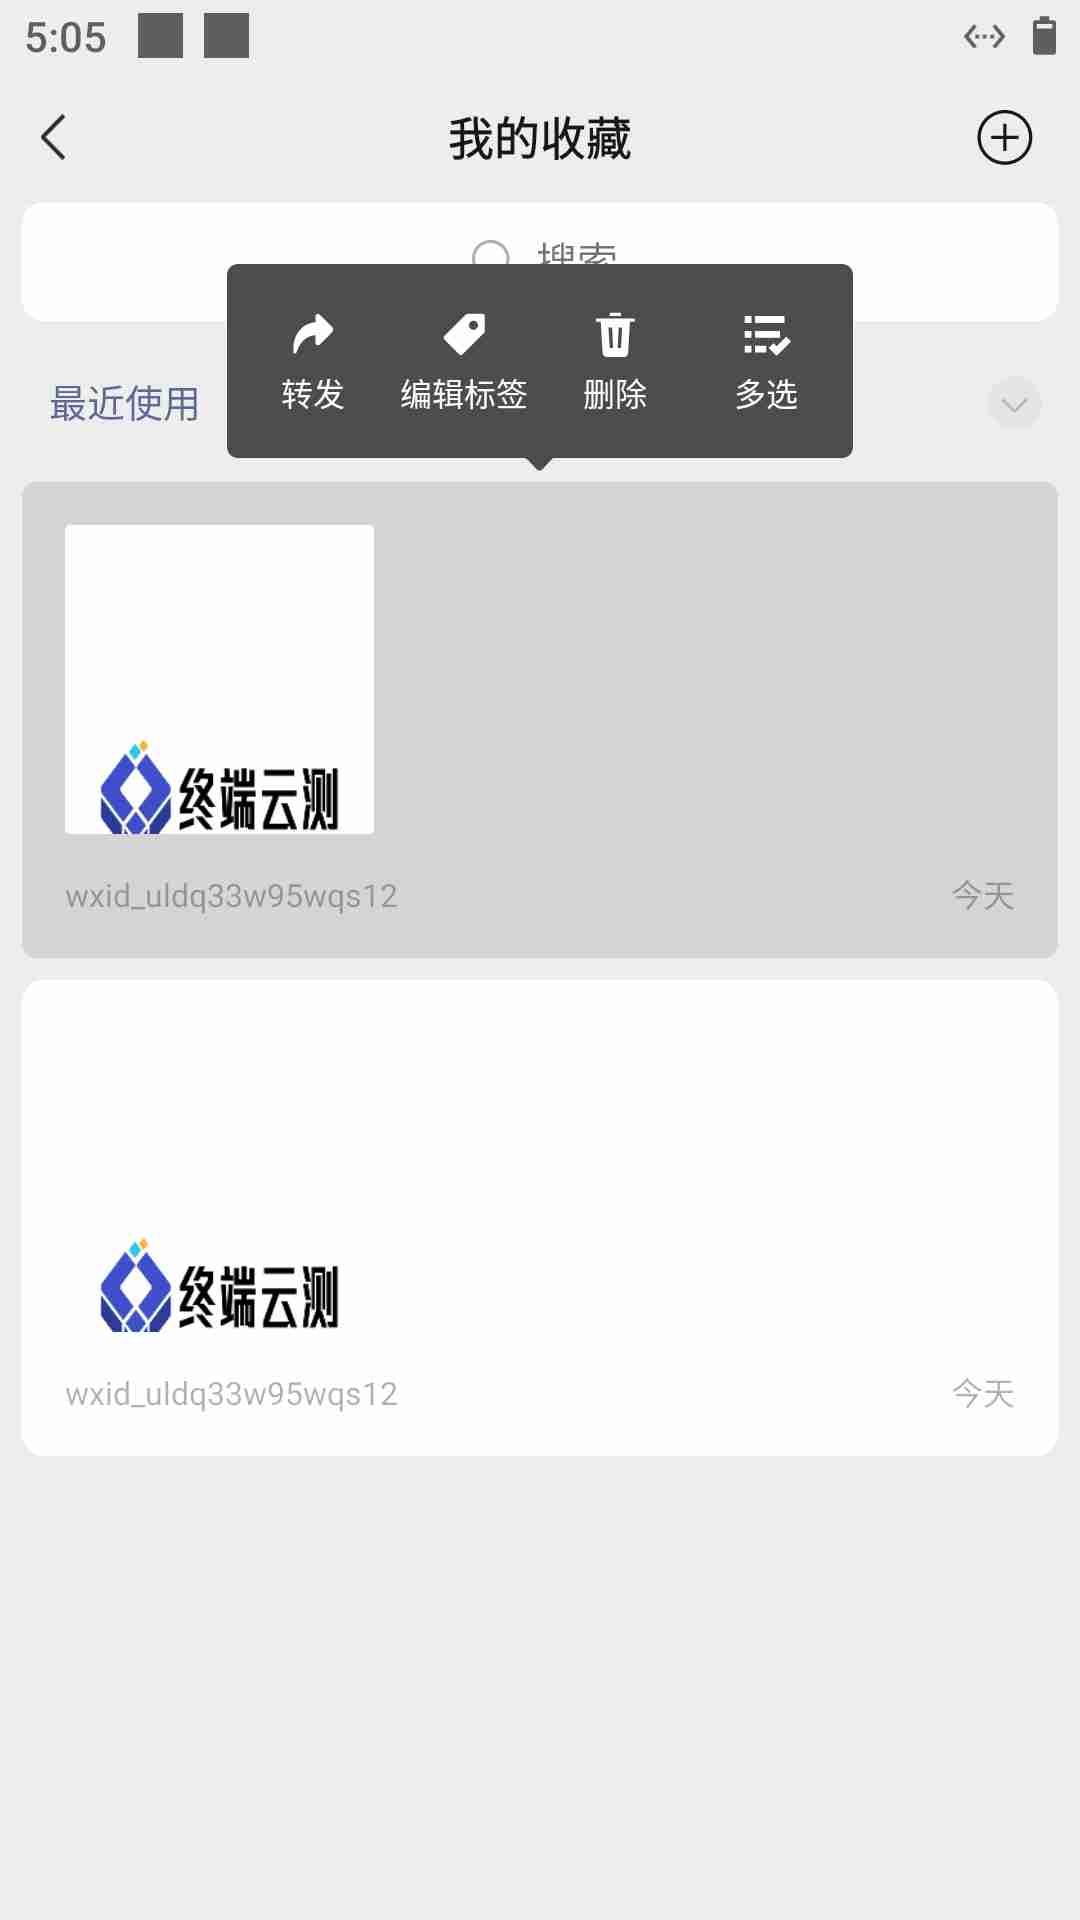 5:05
我的收藏
搜索
转发 编辑标签 删除 多选
最近使用
终端云测
wxid_uldq33w95wqs12 今天
终端云测
wxid_uldq33w95wqs12 今天